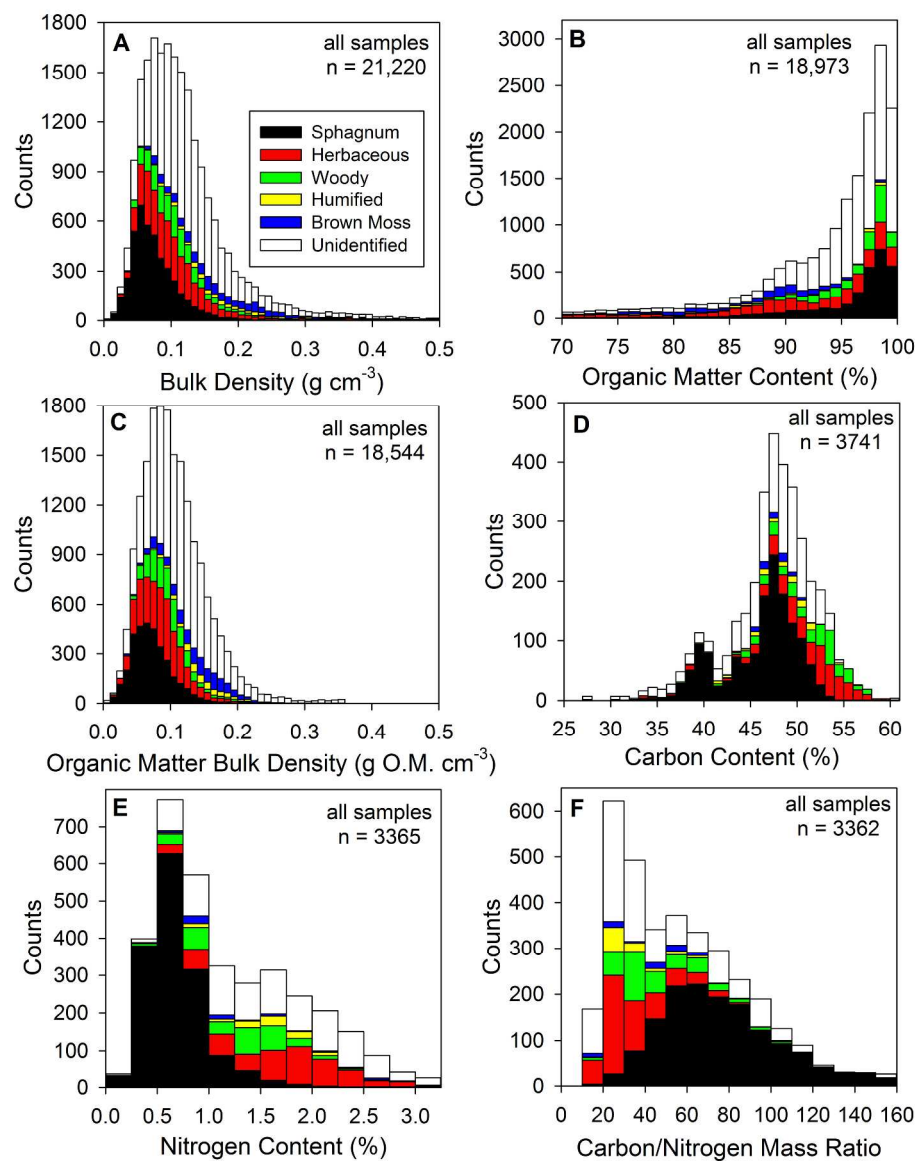 A
all samples
n = 21,220
Counts
1800
1500
1200
900
600
300
0
0.0 0.1 0.2 0.3 0.4 0.5
Bulk Density (g cm-3)
Sphagnum
Herbaceous
Woody
Humified
Brown Moss
Unidentified
B
all samples
n = 18,973
Counts
3000
2500
2000
1500
1000
500
0
70 75 80 85 90 95 100
Organic Matter Content (%)
C
all samples
n = 18,544
Counts
1800
1500
1200
900
600
300
0
0.0 0.1 0.2 0.3 0.4 0.5
Organic Matter Bulk Density (g O.M. cm-3)
D
all samples
n = 3741
Counts
500
400
300
200
100
0
25 30 35 40 45 50 55 60
Carbon Content (%)
E
all samples
n = 3365
Counts
700
600
500
400
300
200
100
0
0.0 0.5 1.0 1.5 2.0 2.5 3.0
Nitrogen Content (%)
F
all samples
n = 3362
Counts
600
500
400
300
200
100
0
0 20 40 60 80 100 120 140 160
Carbon/Nitrogen Mass Ratio